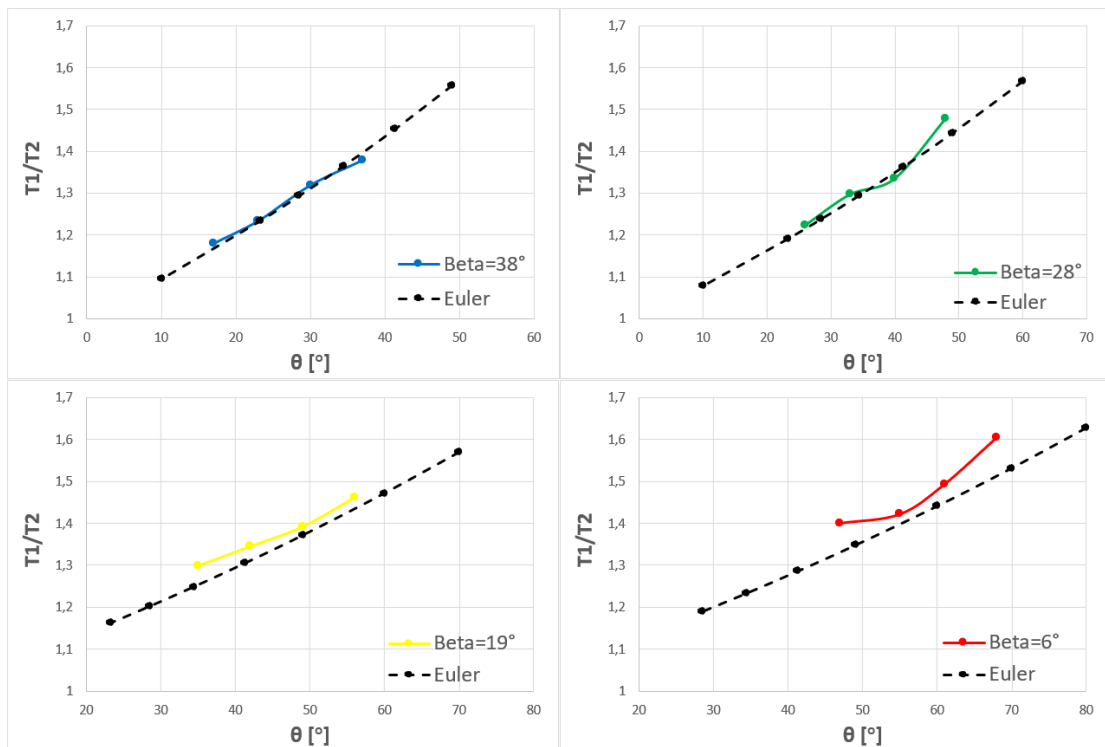 1,7
1,6
1,5
1,4
1,3
1,2
1,1
1
T1/T2
0 10 20 30 40 50 60
θ [°]
Beta=38°
Euler
1,7
1,6
1,5
1,4
1,3
1,2
1,1
1
T1/T2
0 10 20 30 40 50 60 70
θ [°]
Beta=28°
Euler
1,7
1,6
1,5
1,4
1,3
1,2
1,1
1
T1/T2
20 30 40 50 60 70 80
θ [°]
Beta=19°
Euler
1,7
1,6
1,5
1,4
1,3
1,2
1,1
1
T1/T2
20 30 40 50 60 70 80
θ [°]
Beta=6°
Euler